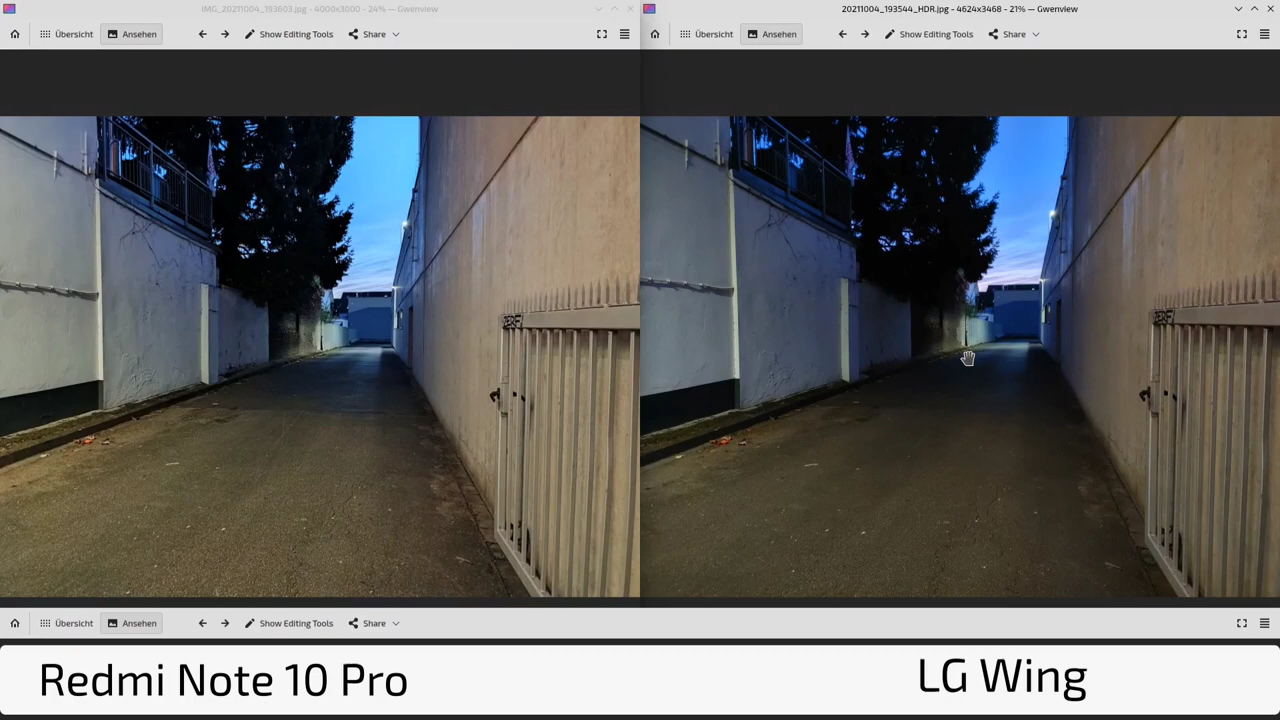 IMG_20211004_193603.jpg - 4000x3000 - 24% — Gwenview
20211004_193544_HDR.jpg - 4624x3468 - 21% — Gwenview
Übersicht Ansehen Show Editing Tools Share
Übersicht Ansehen Show Editing Tools Share
Übersicht Ansehen Show Editing Tools Share
Redmi Note 10 Pro
LG Wing